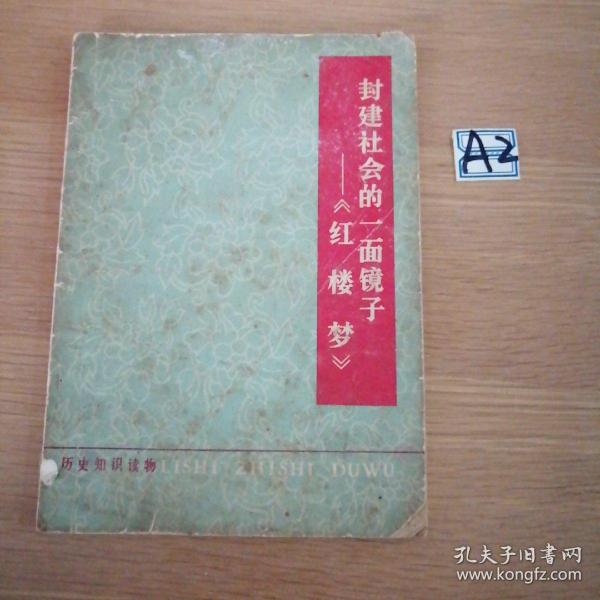 封建社会的一面镜子
——《红楼梦》
历史知识读物 LISHI ZHISHI DUWU
A2
孔夫子旧书网
www.kongfz.com